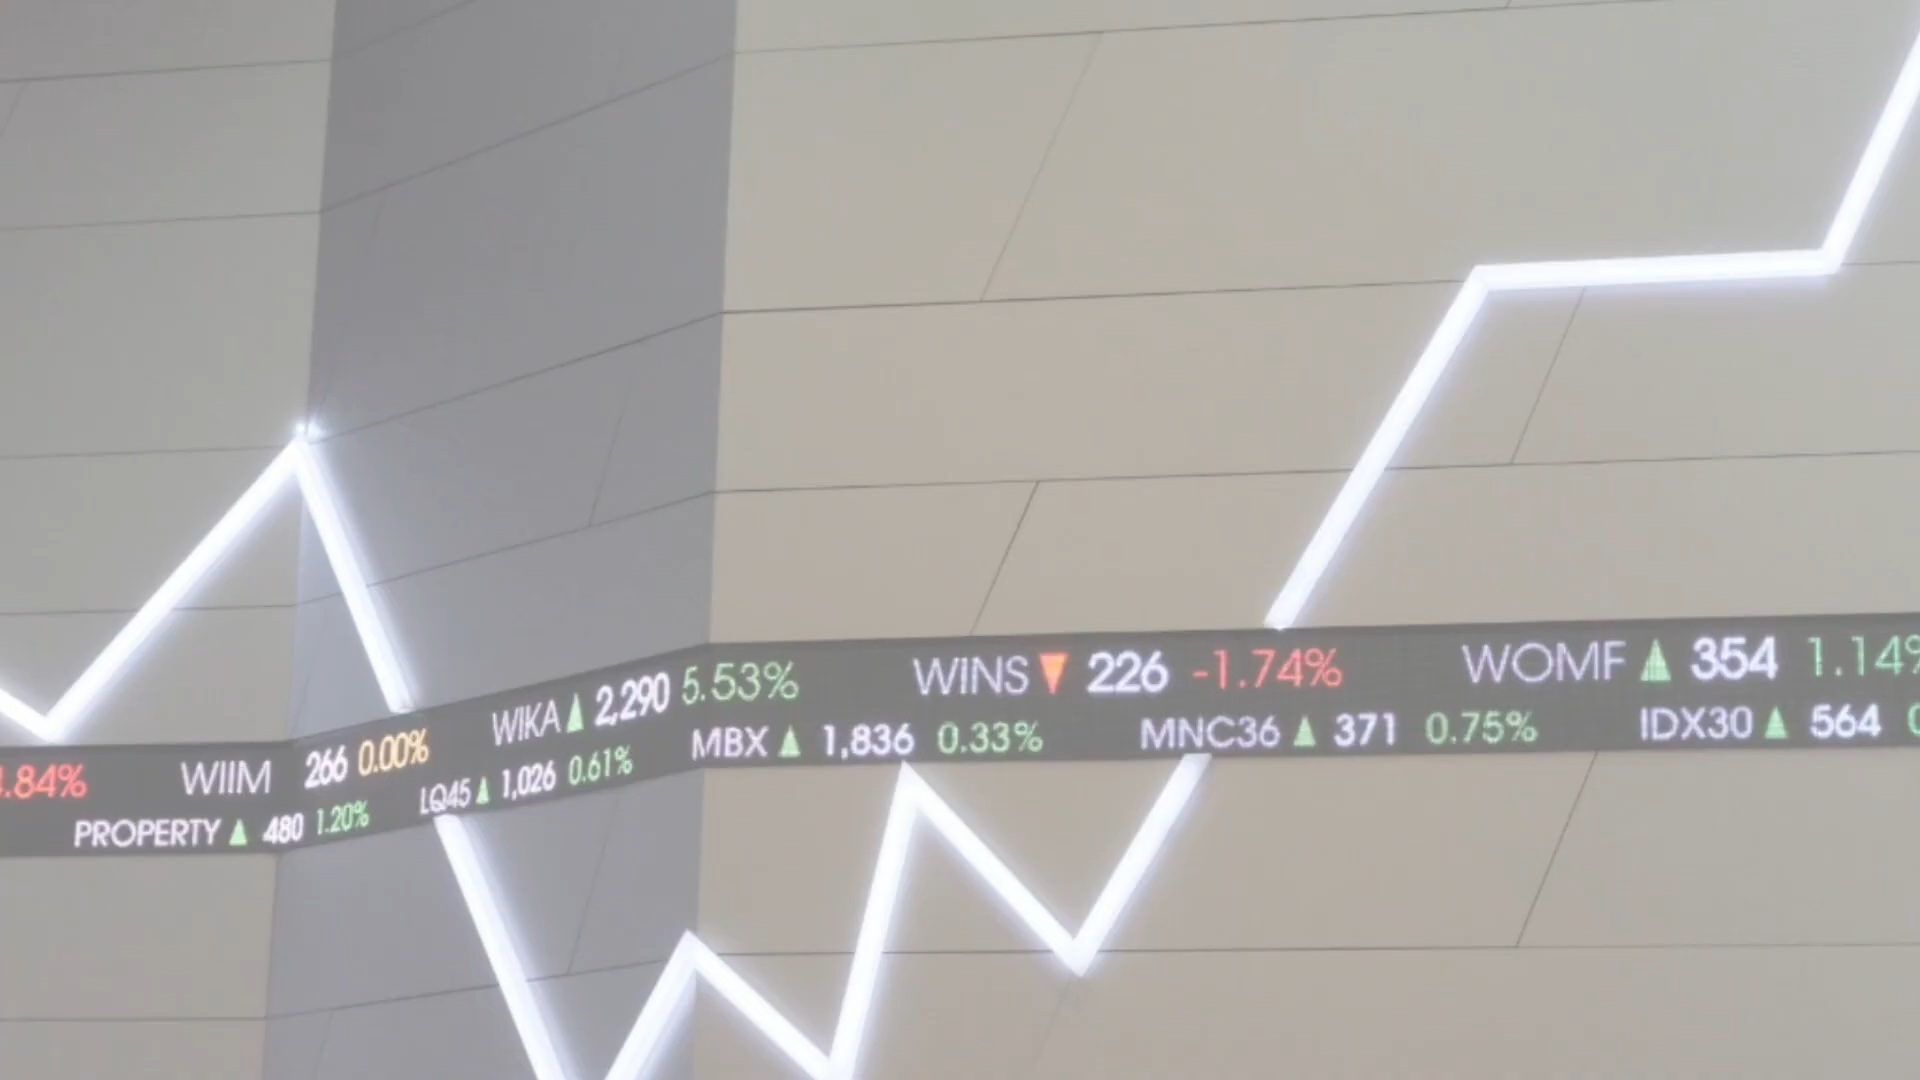 .84% WIIM 266 0.00% WIKA ▲ 2,290 5.53% WINS ▼ 226 -1.74% WOMF ▲ 354 1.14%
PROPERTY ▲ 480 1.20% LQ45 ▲ 1,026 0.61% MBX ▲ 1,836 0.33% MNC36 ▲ 371 0.75% IDX30 ▲ 564